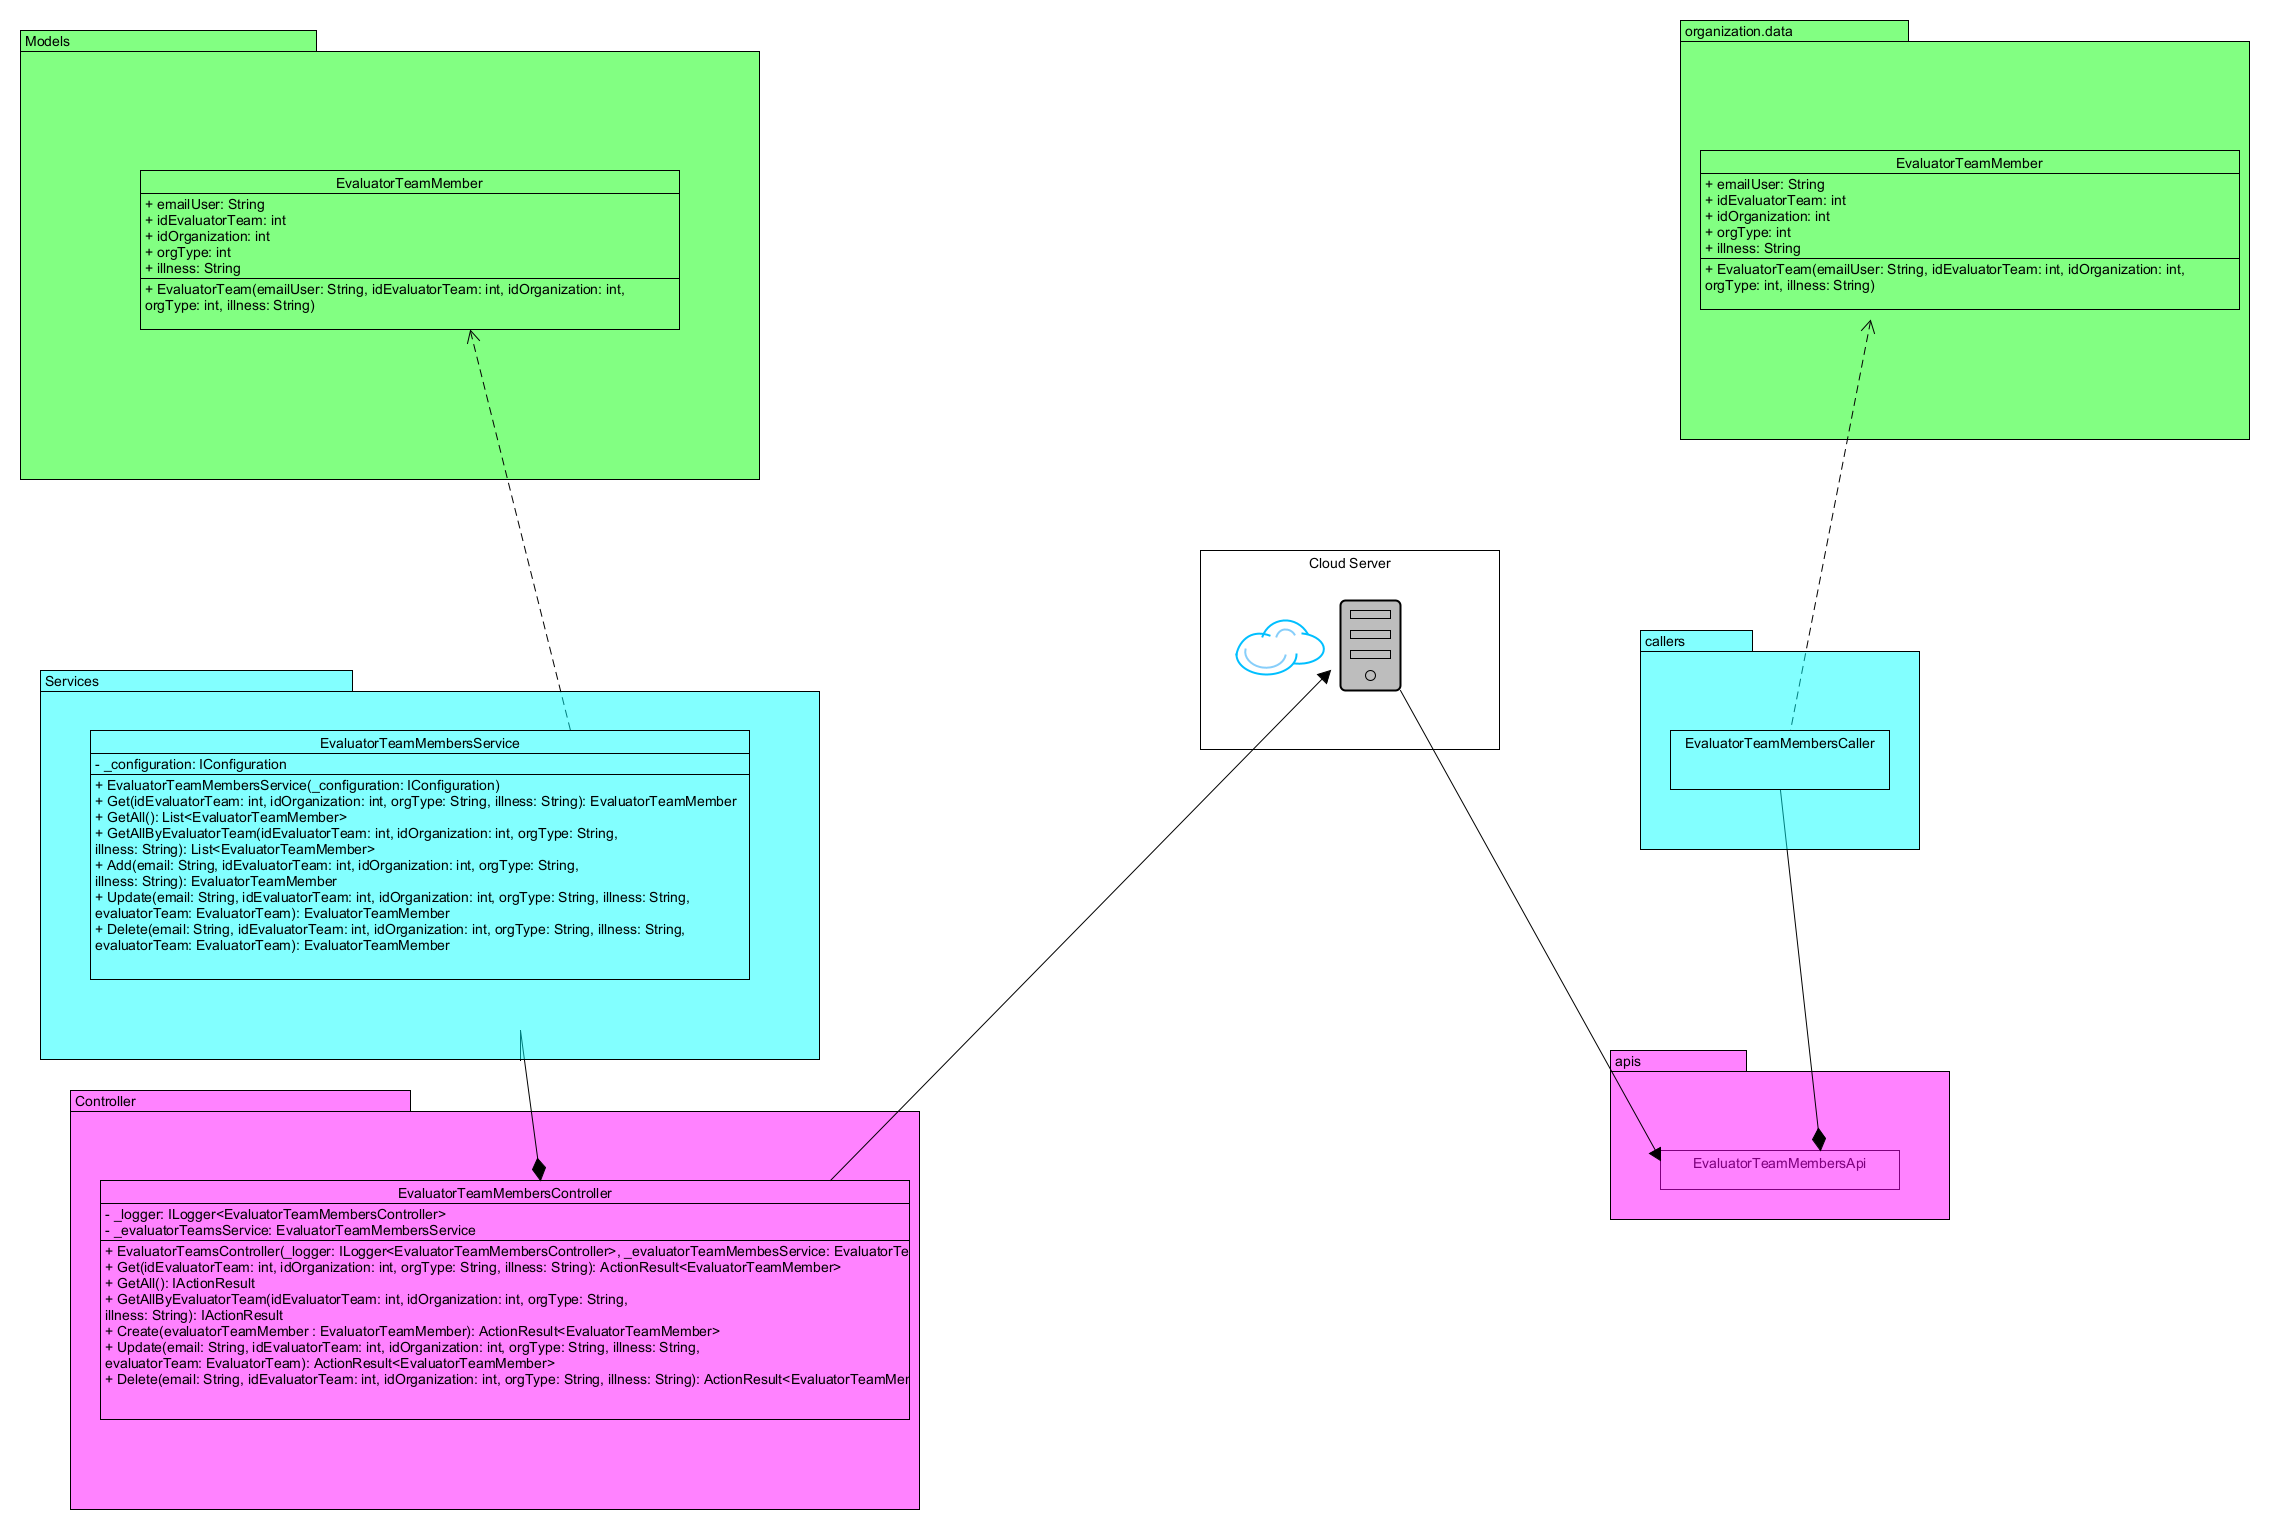 Models
EvaluatorTeamMember
+ emailUser: String
+ idEvaluatorTeam: int
+ idOrganization: int
+ orgType: int
+ illness: String
+ EvaluatorTeam(emailUser: String, idEvaluatorTeam: int, idOrganization: int,
orgType: int, illness: String)
organization.data
EvaluatorTeamMember
+ emailUser: String
+ idEvaluatorTeam: int
+ idOrganization: int
+ orgType: int
+ illness: String
+ EvaluatorTeam(emailUser: String, idEvaluatorTeam: int, idOrganization: int,
orgType: int, illness: String)
Cloud Server
callers
EvaluatorTeamMembersCaller
Services
EvaluatorTeamMembersService
- _configuration: IConfiguration
+ EvaluatorTeamMembersService(_configuration: IConfiguration)
+ Get(idEvaluatorTeam: int, idOrganization: int, orgType: String, illness: String): EvaluatorTeamMember
+ GetAll(): List<EvaluatorTeamMember>
+ GetAllByEvaluatorTeam(idEvaluatorTeam: int, idOrganization: int, orgType: String,
illness: String): List<EvaluatorTeamMember>
+ Add(email: String, idEvaluatorTeam: int, idOrganization: int, orgType: String,
illness: String): EvaluatorTeamMember
+ Update(email: String, idEvaluatorTeam: int, idOrganization: int, orgType: String, illness: String,
evaluatorTeam: EvaluatorTeam): EvaluatorTeamMember
+ Delete(email: String, idEvaluatorTeam: int, idOrganization: int, orgType: String, illness: String,
evaluatorTeam: EvaluatorTeam): EvaluatorTeamMember
apis
EvaluatorTeamMembersApi
Controller
EvaluatorTeamMembersController
- _logger: ILogger<EvaluatorTeamMembersController>
- _evaluatorTeamsService: EvaluatorTeamMembersService
+ EvaluatorTeamsController(_logger: ILogger<EvaluatorTeamMembersController>, _evaluatorTeamMembesService: EvaluatorTe
+ Get(idEvaluatorTeam: int, idOrganization: int, orgType: String, illness: String): ActionResult<EvaluatorTeamMember>
+ GetAll(): IActionResult
+ GetAllByEvaluatorTeam(idEvaluatorTeam: int, idOrganization: int, orgType: String,
illness: String): IActionResult
+ Create(evaluatorTeamMember : EvaluatorTeamMember): ActionResult<EvaluatorTeamMember>
+ Update(email: String, idEvaluatorTeam: int, idOrganization: int, orgType: String, illness: String,
evaluatorTeam: EvaluatorTeam): ActionResult<EvaluatorTeamMember>
+ Delete(email: String, idEvaluatorTeam: int, idOrganization: int, orgType: String, illness: String): ActionResult<EvaluatorTeamMer